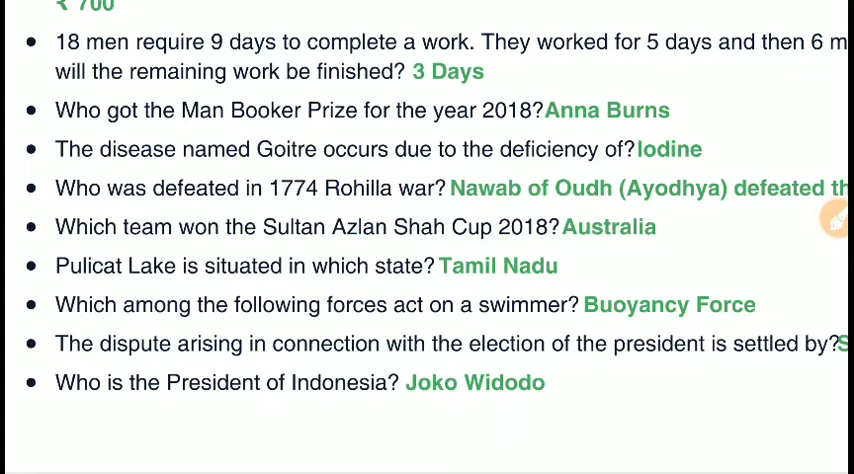 ₹ 700
18 men require 9 days to complete a work. They worked for 5 days and then 6 m
will the remaining work be finished? 3 Days
Who got the Man Booker Prize for the year 2018?Anna Burns
The disease named Goitre occurs due to the deficiency of?Iodine
Who was defeated in 1774 Rohilla war? Nawab of Oudh (Ayodhya) defeated th
Which team won the Sultan Azlan Shah Cup 2018?Australia
Pulicat Lake is situated in which state? Tamil Nadu
Which among the following forces act on a swimmer? Buoyancy Force
The dispute arising in connection with the election of the president is settled by?S
Who is the President of Indonesia? Joko Widodo